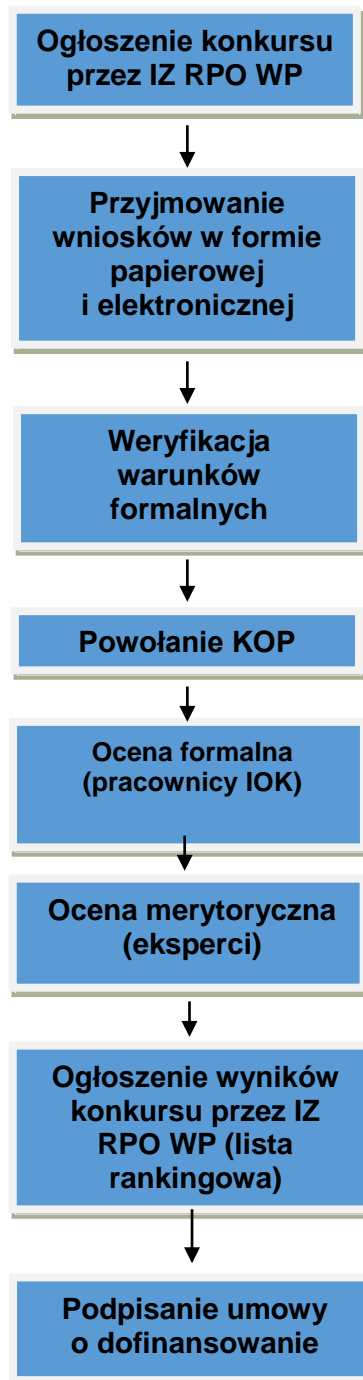 Ogłoszenie konkursu
przez IZ RPO WP
Przyjmowanie
wniosków w formie
papierowej
i elektronicznej
Weryfikacja
warunków
formalnych
Powołanie KOP
Ocena formalna
(pracownicy IOK)
Ocena merytoryczna
(eksperci)
Ogłoszenie wyników
konkursu przez IZ
RPO WP (lista
rankingowa)
Podpisanie umowy
o dofinansowanie